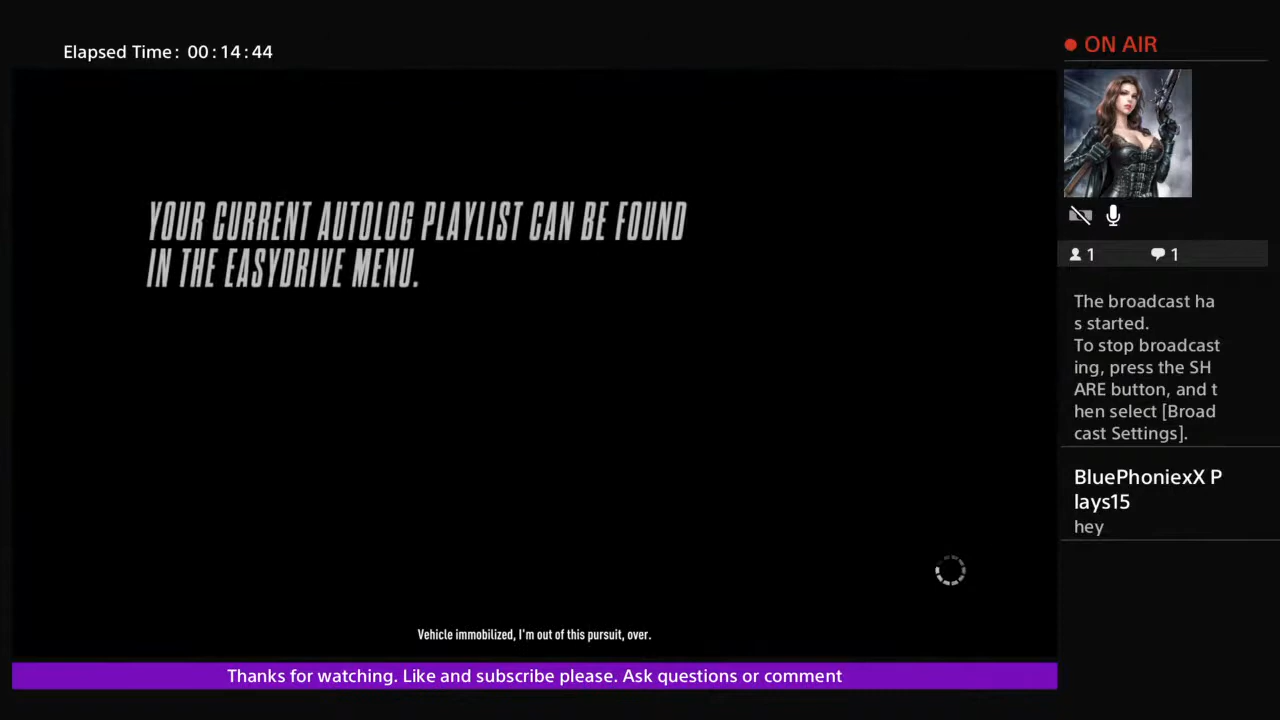 Elapsed Time: 00:14:44
ON AIR
YOUR CURRENT AUTOLOG PLAYLIST CAN BE FOUND
IN THE EASYDRIVE MENU.
1
1
The broadcast ha
s started.
To stop broadcast
ing, press the SH
ARE button, and t
hen select [Broad
cast Settings].
BluePhoniexX P
lays15
hey
Vehicle immobilized, I'm out of this pursuit, over.
Thanks for watching. Like and subscribe please. Ask questions or comment